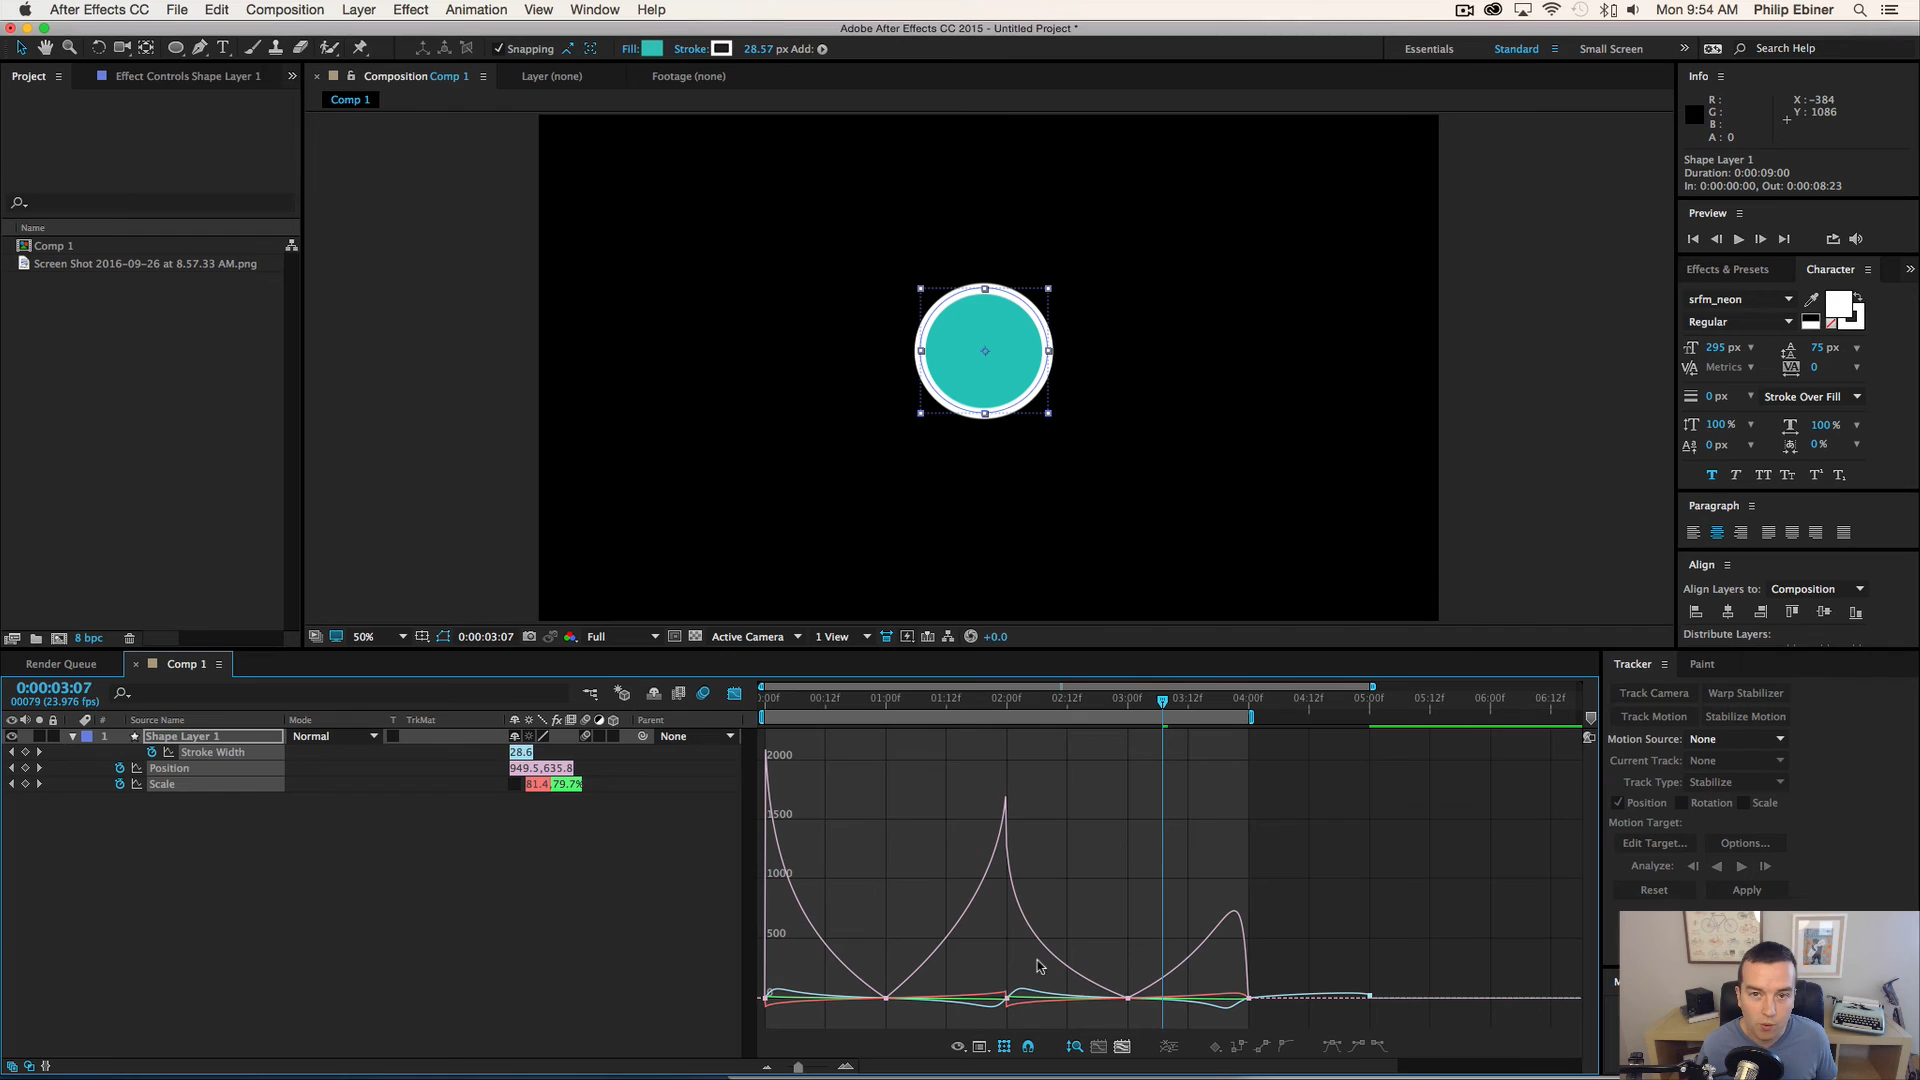 After Effects CC File Edit Composition Layer Effect Animation View Window Help Mon 9:54 AM Philip Ebiner
Adobe After Effects CC 2015 - Untitled Project *
Snapping Fill: Stroke: 28.57 px Add: Essentials Standard Small Screen Search Help
Project Effect Controls Shape Layer 1 Composition Comp 1 Layer (none) Footage (none) Info
Comp 1
R: X: -384
G: Y: 1086
B:
A: 0
Shape Layer 1
Duration: 0:00:09:00
In: 0:00:00:00, Out: 0:00:08:23
Preview
Name
Comp 1
Screen Shot 2016-09-26 at 8.57.33 AM.png
Effects & Presets Character
srfm_neon
Regular
295 px 75 px
Metrics 0
0 px Stroke Over Fill
100 % 100 %
0 px 0 %
T T TT Tt T¹ T₁
Paragraph
Align
Align Layers to: Composition
Distribute Layers:
8 bpc 50% 0:00:03:07 Full Active Camera 1 View +0.0
Render Queue Comp 1 Tracker Paint
0:00:03:07
00079 (23.976 fps)
:00f 00:12f 01:00f 01:12f 02:00f 02:12f 03:00f 03:12f 04:00f 04:12f 05:00f 05:12f 06:00f 06:12f
# Source Name Mode T TrkMat Parent
1 Shape Layer 1 Normal None
Stroke Width 28.6
Position 949.5,635.8
Scale 81.4,79.7%
2000
1500
1000
500
Track Camera Warp Stabilizer
Track Motion Stabilize Motion
Motion Source: None
Current Track: None
Track Type: Stabilize
Position Rotation Scale
Motion Target:
Edit Target... Options...
Analyze:
Reset Apply